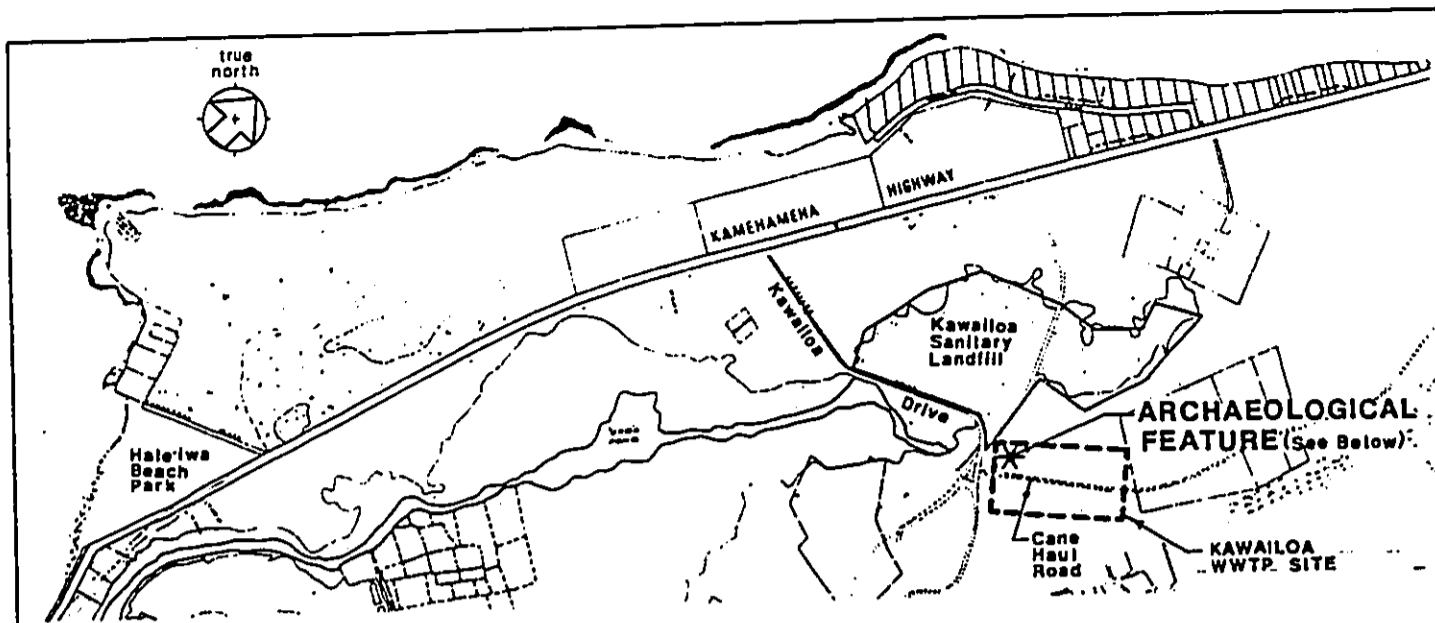 true
north
KAMEHAMEHA
HIGHWAY
Kawailoa
Drive
Kawailoa
Sanitary
Landfill
ARCHAEOLOGICAL
FEATURE (See Below)
Hale'iwa
Beach
Park
Cane
Haul
Road
KAWAILOA
WWTP SITE